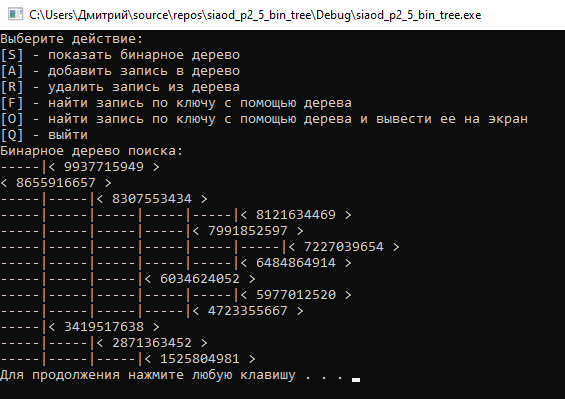 C:\Users\Дмитрий\source\repos\siaod_p2_5_bin_tree\Debug\siaod_p2_5_bin_tree.exe
Выберите действие:
[S] - показать бинарное дерево
[A] - добавить запись в дерево
[R] - удалить запись из дерева
[F] - найти запись по ключу с помощью дерева
[O] - найти запись по ключу с помощью дерева и вывести ее на экран
[Q] - выйти
Бинарное дерево поиска:
-----|< 9937715949 >
< 8655916657 >
-----|-----|< 8307553434 >
-----|-----|-----|-----|-----|< 8121634469 >
-----|-----|-----|-----|< 7991852597 >
-----|-----|-----|-----|-----|-----|< 7227039654 >
-----|-----|-----|-----|-----|< 6484864914 >
-----|-----|-----|< 6034624052 >
-----|-----|-----|-----|-----|< 5977012520 >
-----|-----|-----|-----|< 4723355667 >
-----|< 3419517638 >
-----|-----|< 2871363452 >
-----|-----|-----|< 1525804981 >
Для продолжения нажмите любую клавишу . . .